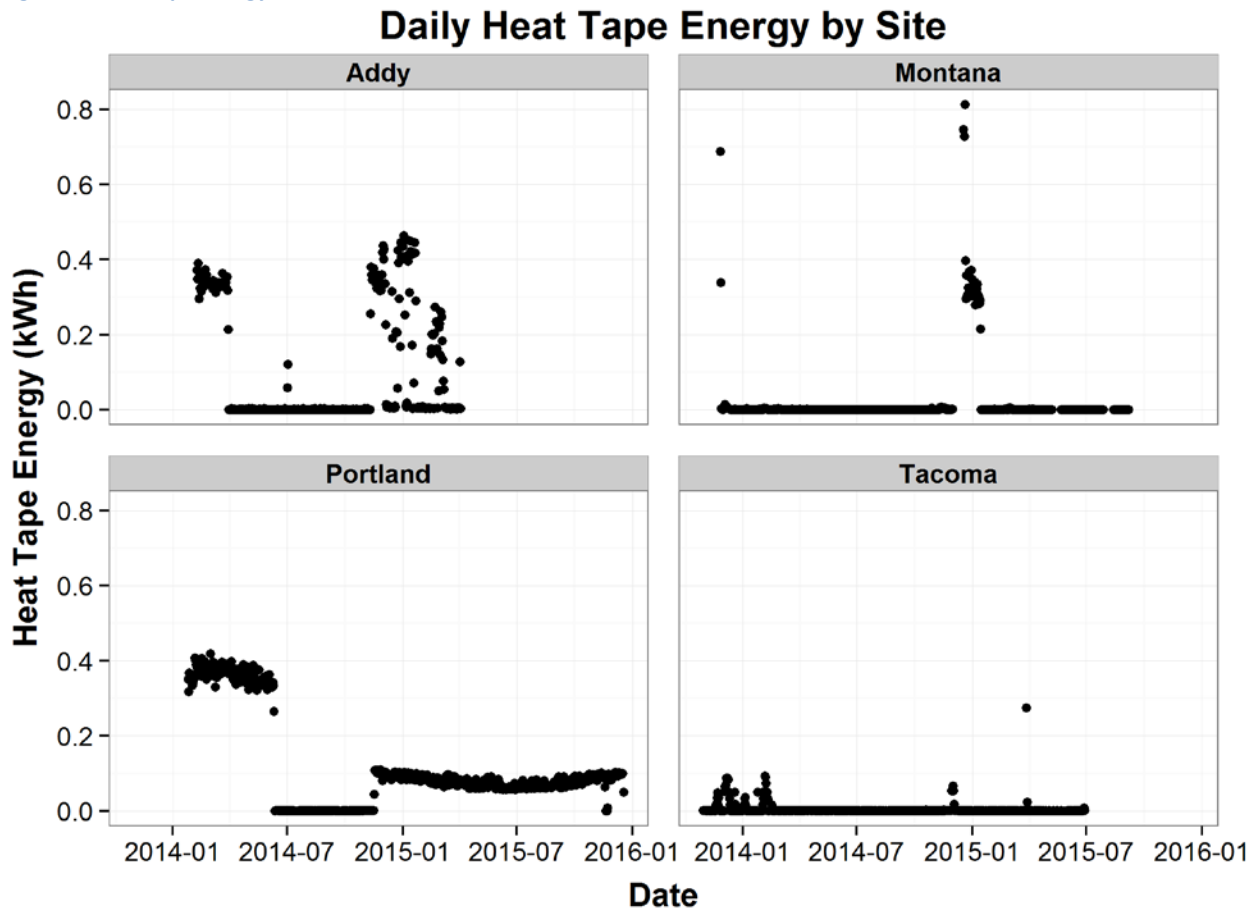 Daily Heat Tape Energy by Site
Addy
Montana
0.8
0.6
0.4
0.2
0.0
Portland
Tacoma
0.8
0.6
0.4
0.2
0.0
Heat Tape Energy (kWh)
2014-01 2014-07 2015-01 2015-07 2016-01
2014-01 2014-07 2015-01 2015-07 2016-01
Date